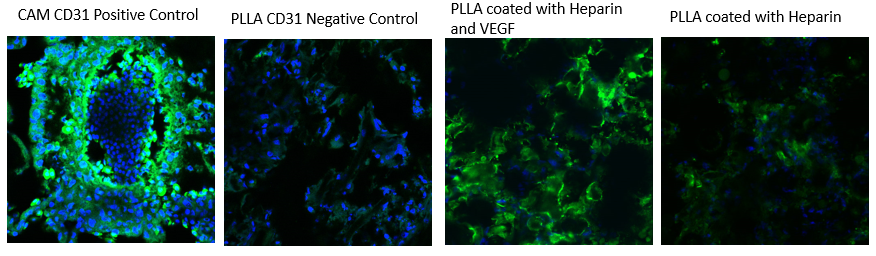 CAM CD31 Positive Control
PLLA CD31 Negative Control
PLLA coated with Heparin
and VEGF
PLLA coated with Heparin